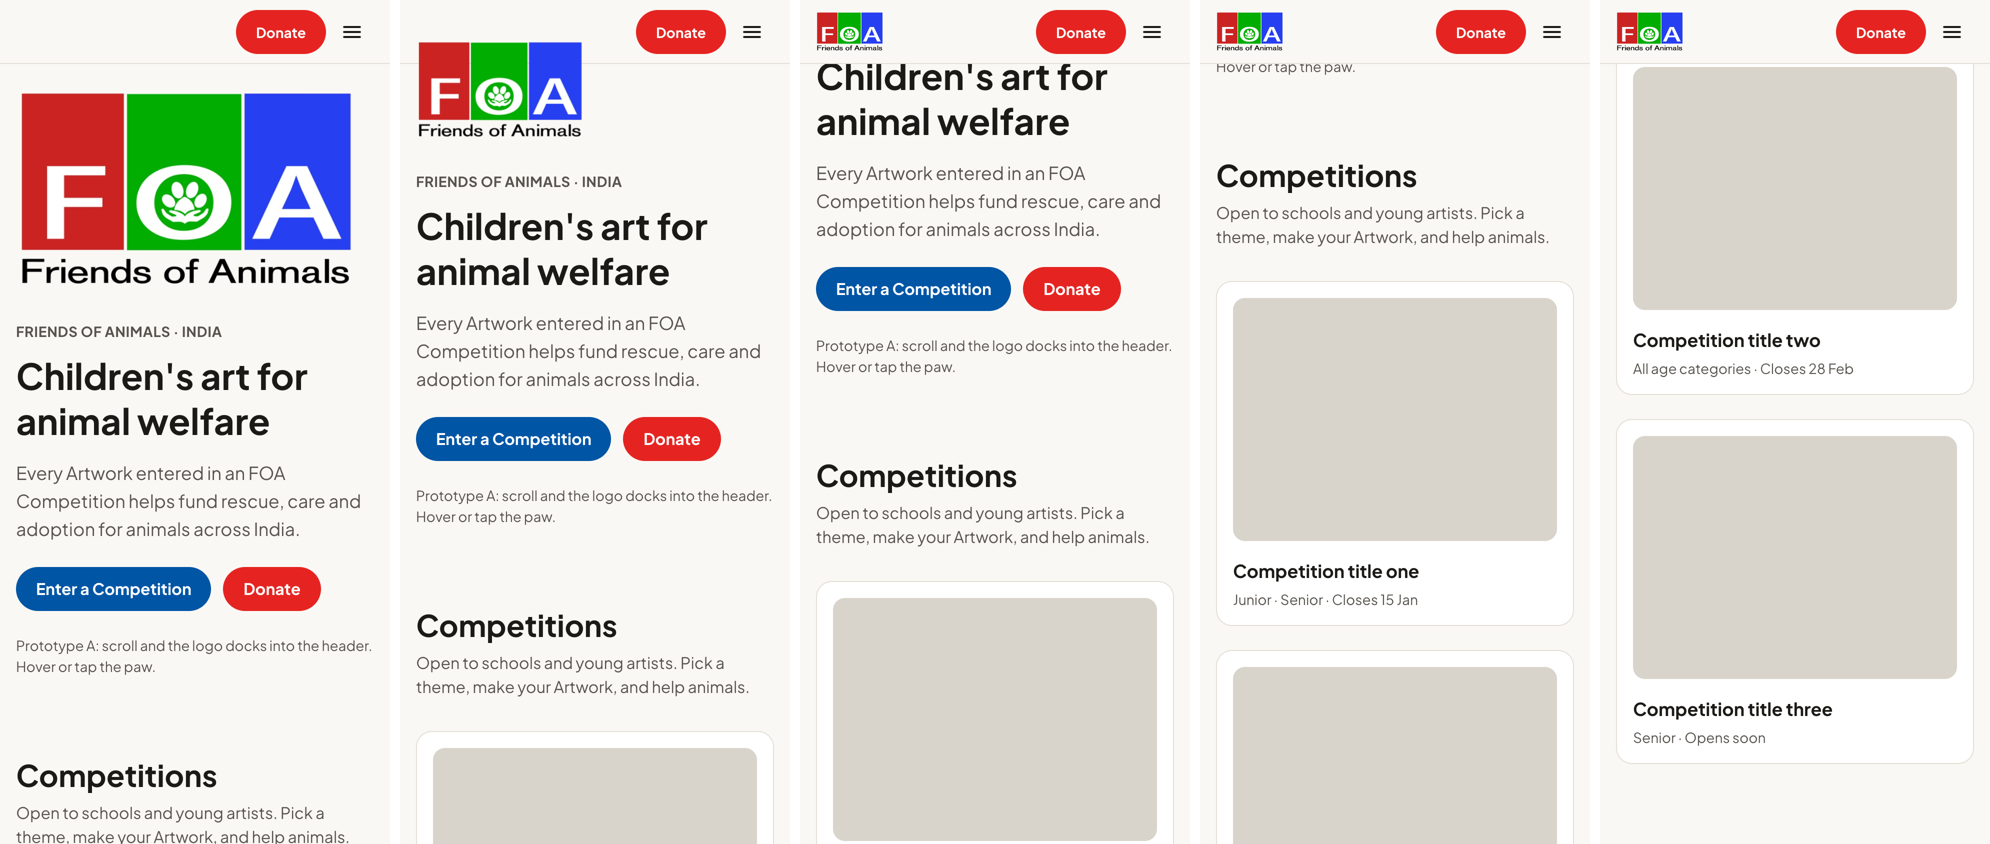 Donate
F O A
Friends of Animals
FRIENDS OF ANIMALS · INDIA
Children's art for
animal welfare
Every Artwork entered in an FOA
Competition helps fund rescue, care and
adoption for animals across India.
Enter a Competition
Donate
Prototype A: scroll and the logo docks into the header.
Hover or tap the paw.
Competitions
Open to schools and young artists. Pick a
theme, make your Artwork, and help animals.
Donate
F O A
Friends of Animals
FRIENDS OF ANIMALS · INDIA
Children's art for
animal welfare
Every Artwork entered in an FOA
Competition helps fund rescue, care and
adoption for animals across India.
Enter a Competition
Donate
Prototype A: scroll and the logo docks into the header.
Hover or tap the paw.
Competitions
Open to schools and young artists. Pick a
theme, make your Artwork, and help animals.
F O A
Friends of Animals
Donate
Children's art for
animal welfare
Every Artwork entered in an FOA
Competition helps fund rescue, care and
adoption for animals across India.
Enter a Competition
Donate
Prototype A: scroll and the logo docks into the header.
Hover or tap the paw.
Competitions
Open to schools and young artists. Pick a
theme, make your Artwork, and help animals.
F O A
Friends of Animals
Donate
Hover or tap the paw.
Competitions
Open to schools and young artists. Pick a
theme, make your Artwork, and help animals.
Competition title one
Junior · Senior · Closes 15 Jan
F O A
Friends of Animals
Donate
Competition title two
All age categories · Closes 28 Feb
Competition title three
Senior · Opens soon